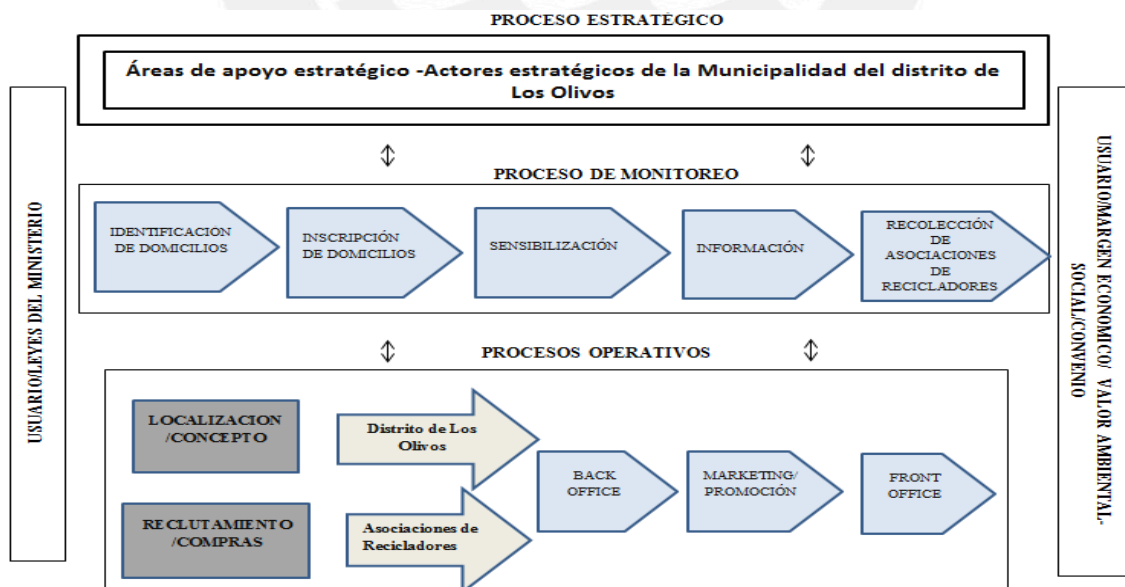 PROCESO ESTRATÉGICO
Áreas de apoyo estratégico -Actores estratégicos de la Municipalidad del distrito de
Los Olivos
USUARIO/LEYES DEL MINISTERIO
PROCESO DE MONITOREO
IDENTIFICACIÓN
DE DOMICILIOS
INSCRIPCIÓN
DE DOMICILIOS
SENSIBILIZACIÓN
INFORMACIÓN
RECOLECCIÓN
DE
ASOCIACIONES
DE
RECICLADORES
PROCESOS OPERATIVOS
LOCALIZACION
/CONCEPTO
Distrito de Los
Olivos
RECLUTAMIENTO
/COMPRAS
Asociaciones de
Recicladores
BACK
OFFICE
MARKETING/
PROMOCIÓN
FRONT
OFFICE
USUARIO/MARGEN ECONOMICO/ VALOR AMBIENTAL-
SOCIAL/CONVENIO